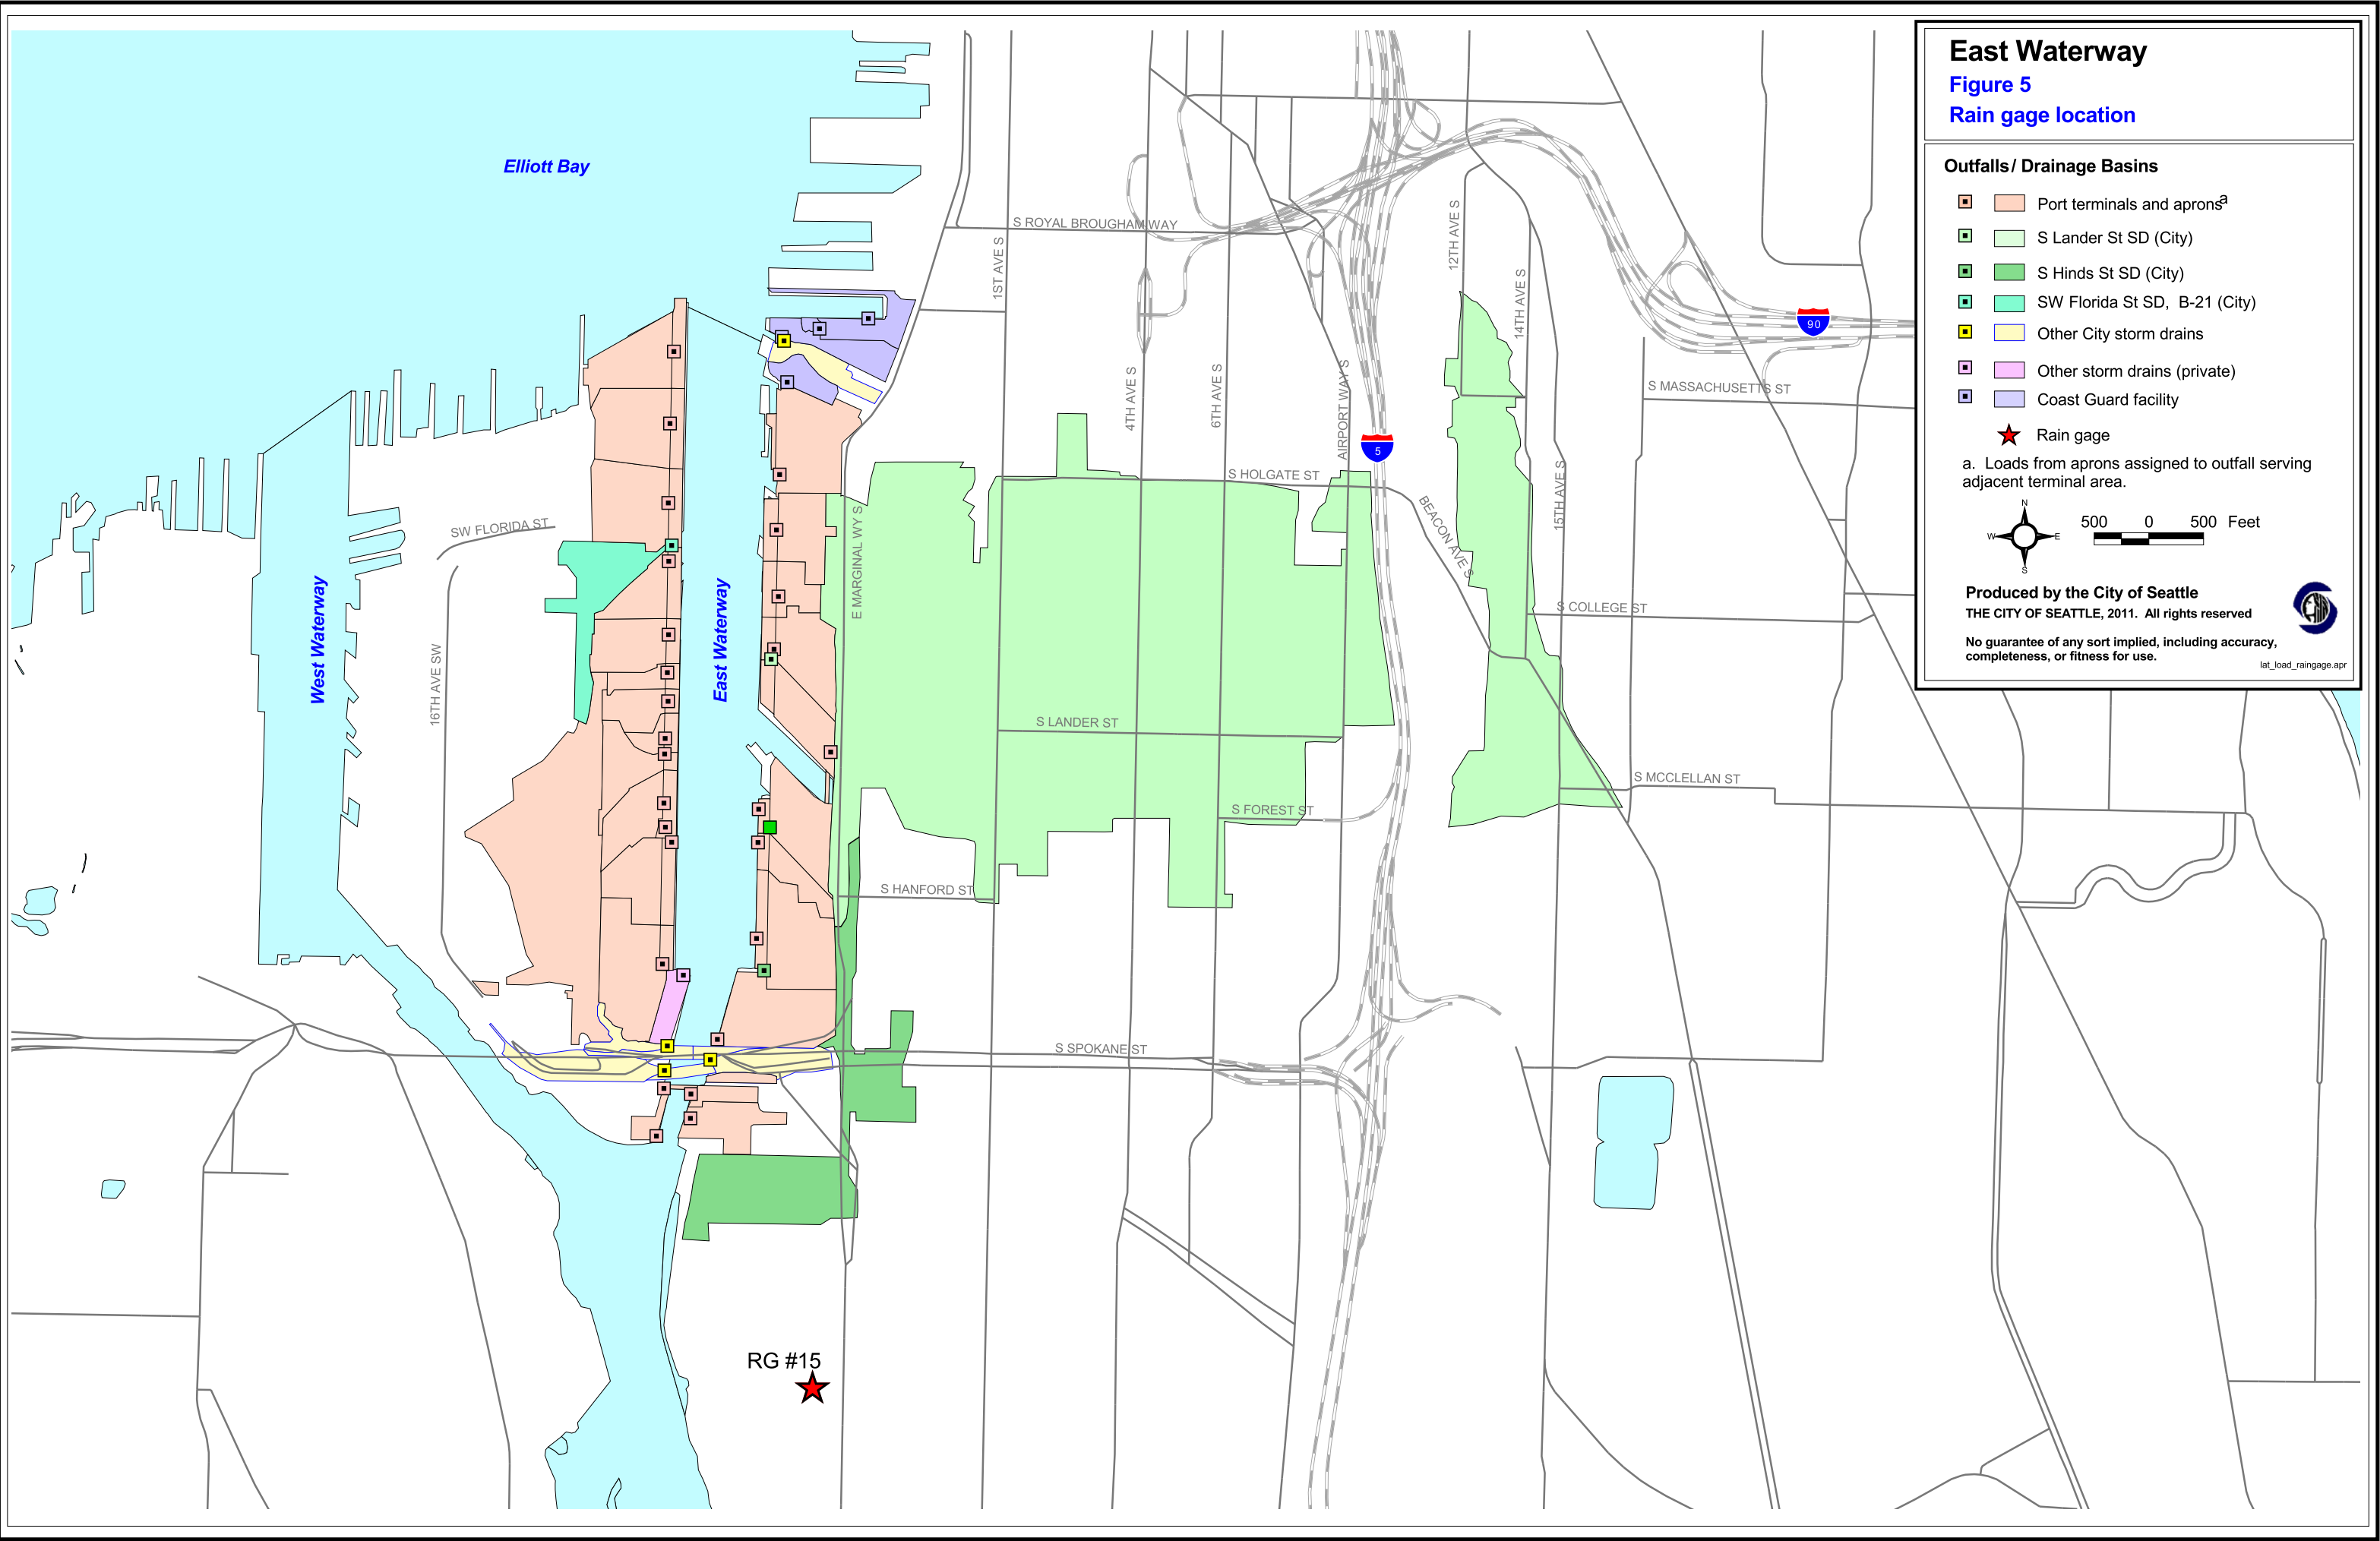 East Waterway
Figure 5
Rain gage location
Outfalls / Drainage Basins
Port terminals and aprons a
S Lander St SD (City)
S Hinds St SD (City)
SW Florida St SD, B-21 (City)
Other City storm drains
Other storm drains (private)
Coast Guard facility
Rain gage
a. Loads from aprons assigned to outfall serving
adjacent terminal area.
N
W
E
S
500 0 500 Feet
Produced by the City of Seattle
THE CITY OF SEATTLE, 2011. All rights reserved
No guarantee of any sort implied, including accuracy,
completeness, or fitness for use.
lat_load_raingage.apr
Elliott Bay
S ROYAL BROUGHAM WAY
1ST AVE S
12TH AVE S
14TH AVE S
90
4TH AVE S
6TH AVE S
AIRPORT WAY S
S MASSACHUSETTS ST
5
S HOLGATE ST
15TH AVE S
BEACON AVE S
SW FLORIDA ST
E MARGINAL WY S
West Waterway
East Waterway
16TH AVE SW
S COLLEGE ST
S LANDER ST
S MCCLELLAN ST
S FOREST ST
S HANFORD ST
S SPOKANE ST
RG #15